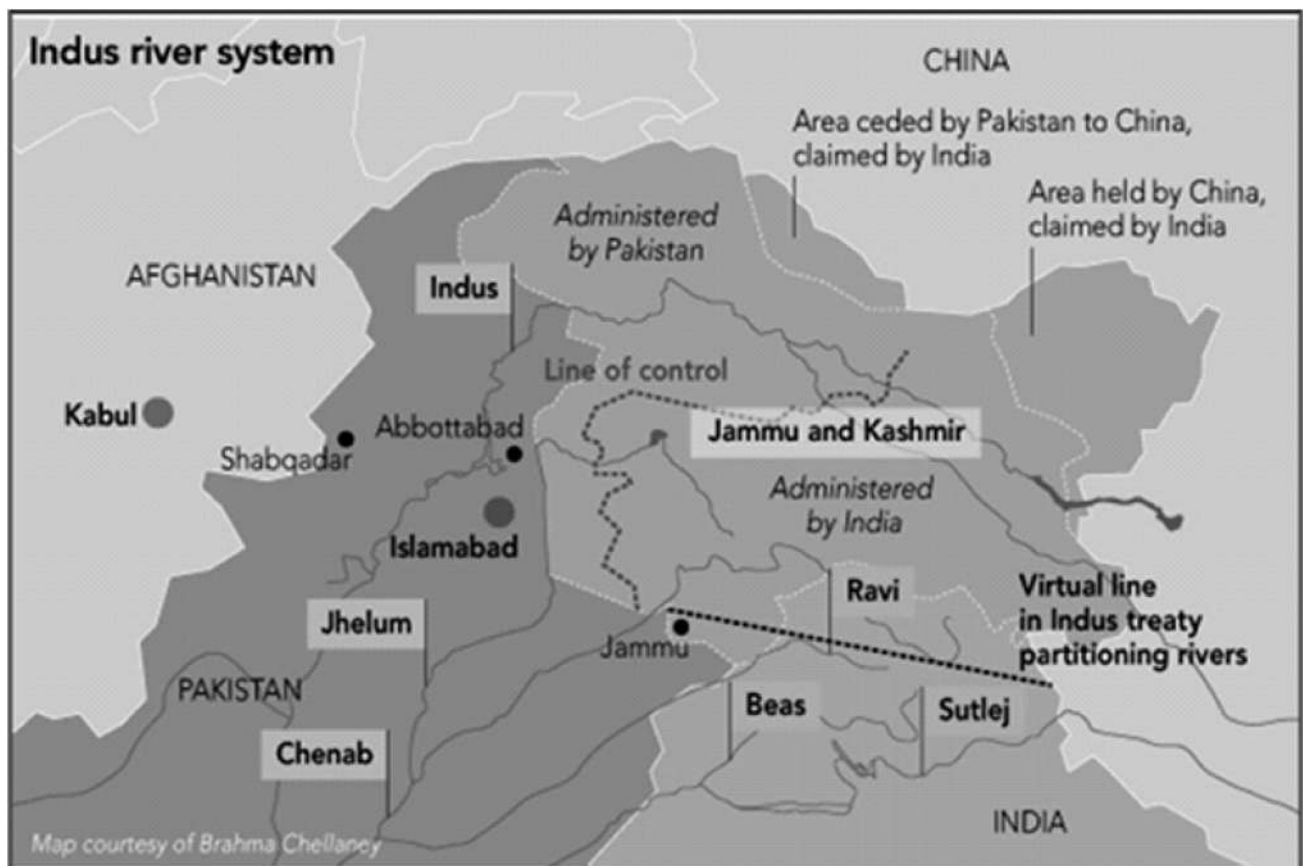 Indus river system
CHINA
Area ceded by Pakistan to China,
claimed by India
Area held by China,
claimed by India
Administered
by Pakistan
AFGHANISTAN
Indus
Line of control
Kabul
Abbottabad
Shabqadar
Jammu and Kashmir
Administered
by India
Islamabad
Ravi
Virtual line
in Indus treaty
partitioning rivers
Jhelum
Jammu
PAKISTAN
Beas
Sutlej
Chenab
INDIA
Map courtesy of Brahma Chellaney